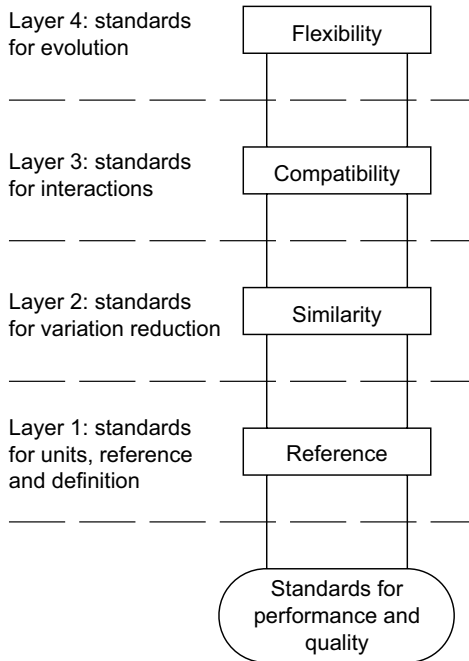 Layer 4: standards
for evolution
Flexibility
Layer 3: standards
for interactions
Compatibility
Layer 2: standards
for variation reduction
Similarity
Layer 1: standards
for units, reference
and definition
Reference
Standards for
performance and
quality